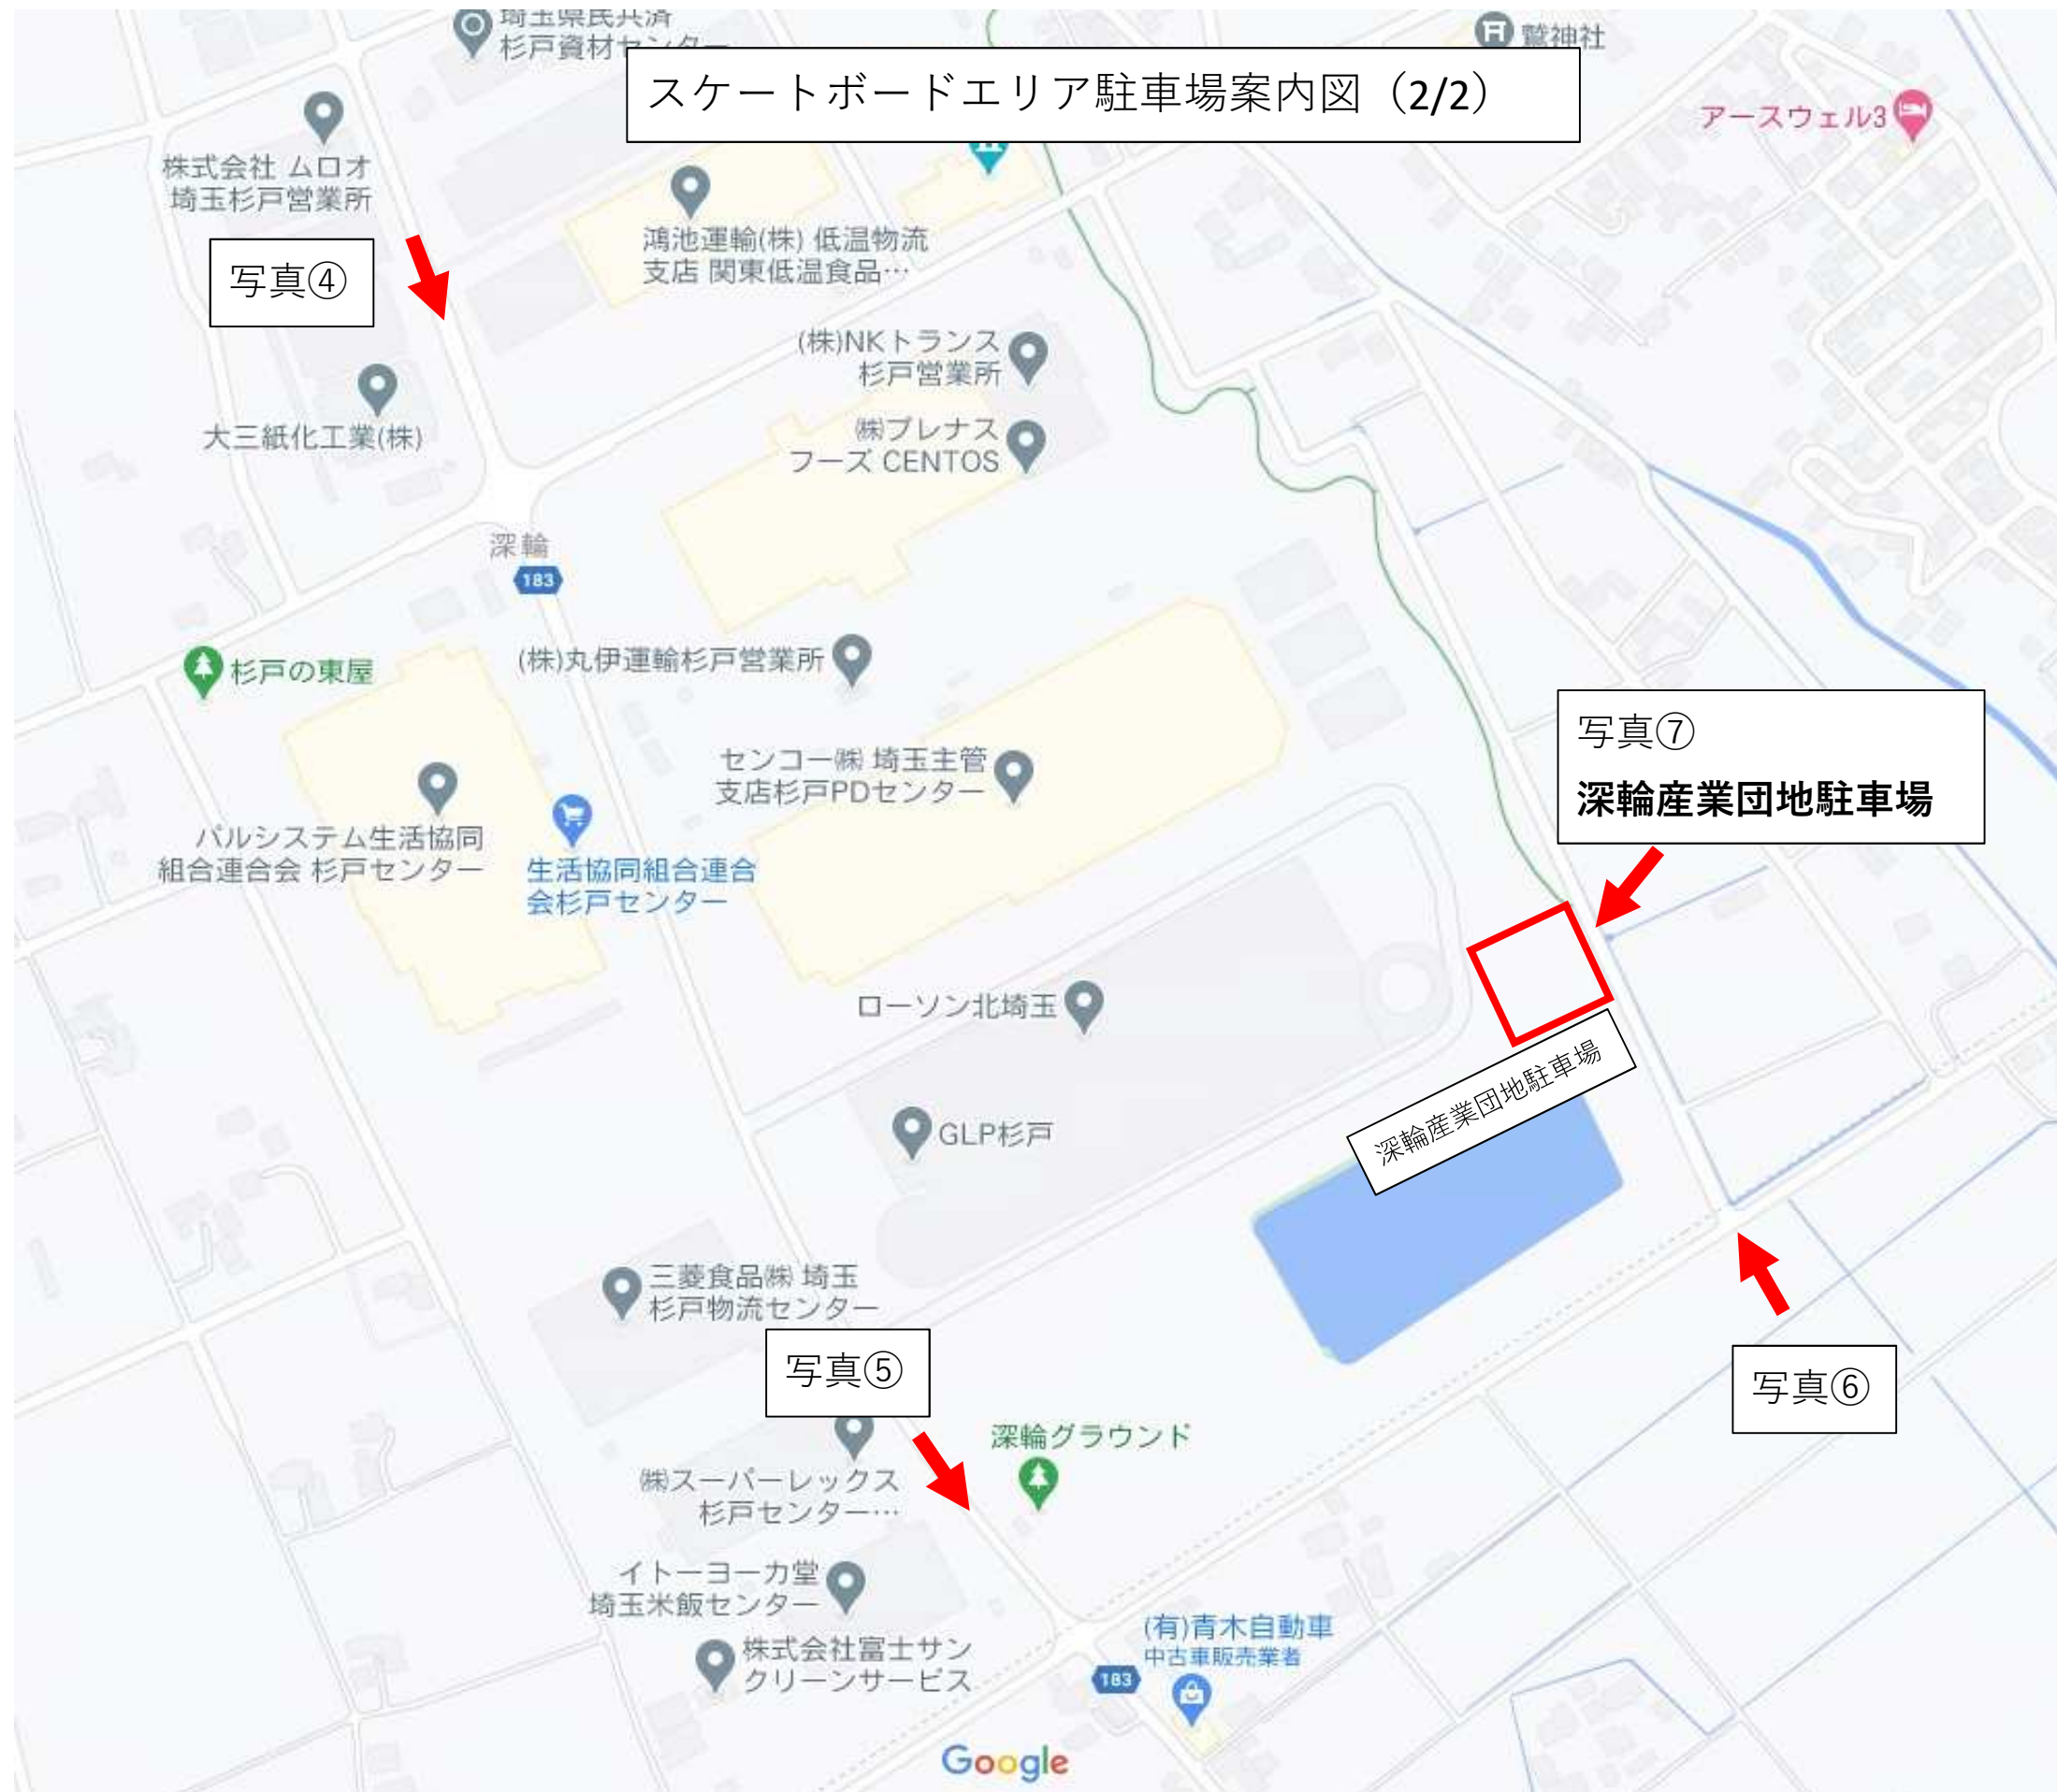 埼玉県民共済
杉戸資材センター
スケートボードエリア駐車場案内図（2/2）
鷲神社
アースウェル3
株式会社 ムロオ
埼玉杉戸営業所
写真④
鴻池運輸(株) 低温物流
支店 関東低温食品…
(株)NKトランス
杉戸営業所
大三紙化工業(株)
㈱プレナス
フーズ CENTOS
深輪
183
杉戸の東屋
(株)丸伊運輸杉戸営業所
写真⑦
深輪産業団地駐車場
センコー㈱ 埼玉主管
支店杉戸PDセンター
パルシステム生活協同
組合連合会 杉戸センター
生活協同組合連合
会杉戸センター
ローソン北埼玉
深輪産業団地駐車場
GLP杉戸
三菱食品㈱ 埼玉
杉戸物流センター
写真⑤
写真⑥
深輪グラウンド
㈱スーパーレックス
杉戸センター…
イトーヨーカ堂
埼玉米飯センター
(有)青木自動車
中古車販売業者
株式会社富士サン
クリーンサービス
183
Google